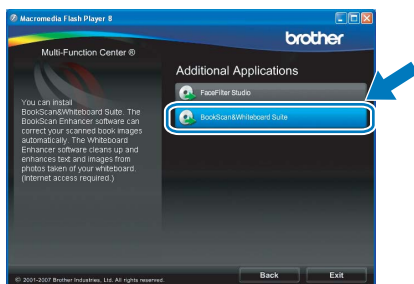 Macromedia Flash Player 8
brother
Multi-Function Center ®
Additional Applications
FaceFilter Studio
BookScan&Whiteboard Suite
You can install
BookScan&Whiteboard Suite. The
BookScan Enhancer software can
correct your scanned book images
automatically. The Whiteboard
Enhancer software cleans up and
enhances text and images from
photos taken of your whiteboard.
(Internet access required.)
© 2001-2007 Brother Industries, Ltd. All rights reserved.
Back
Exit